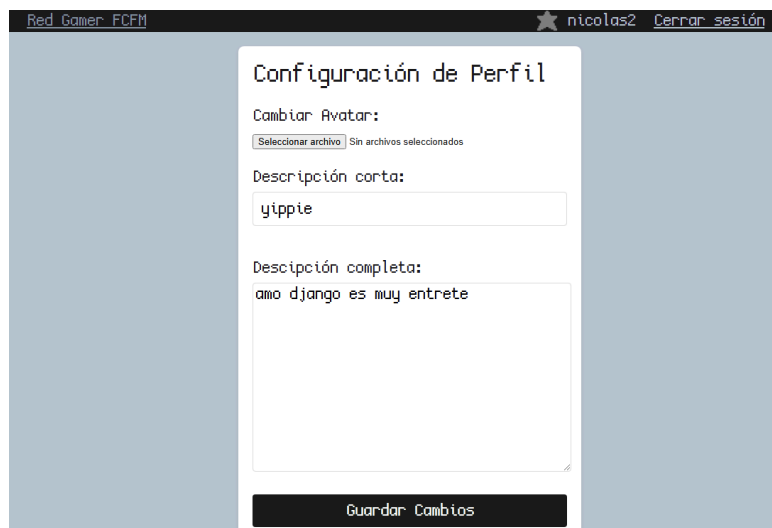 Red Gamer FCFM nicolas2 Cerrar sesión
Configuración de Perfil
Cambiar Avatar:
Seleccionar archivo Sin archivos seleccionados
Descripción corta:
yippie
Descipción completa:
amo django es muy entrete
Guardar Cambios